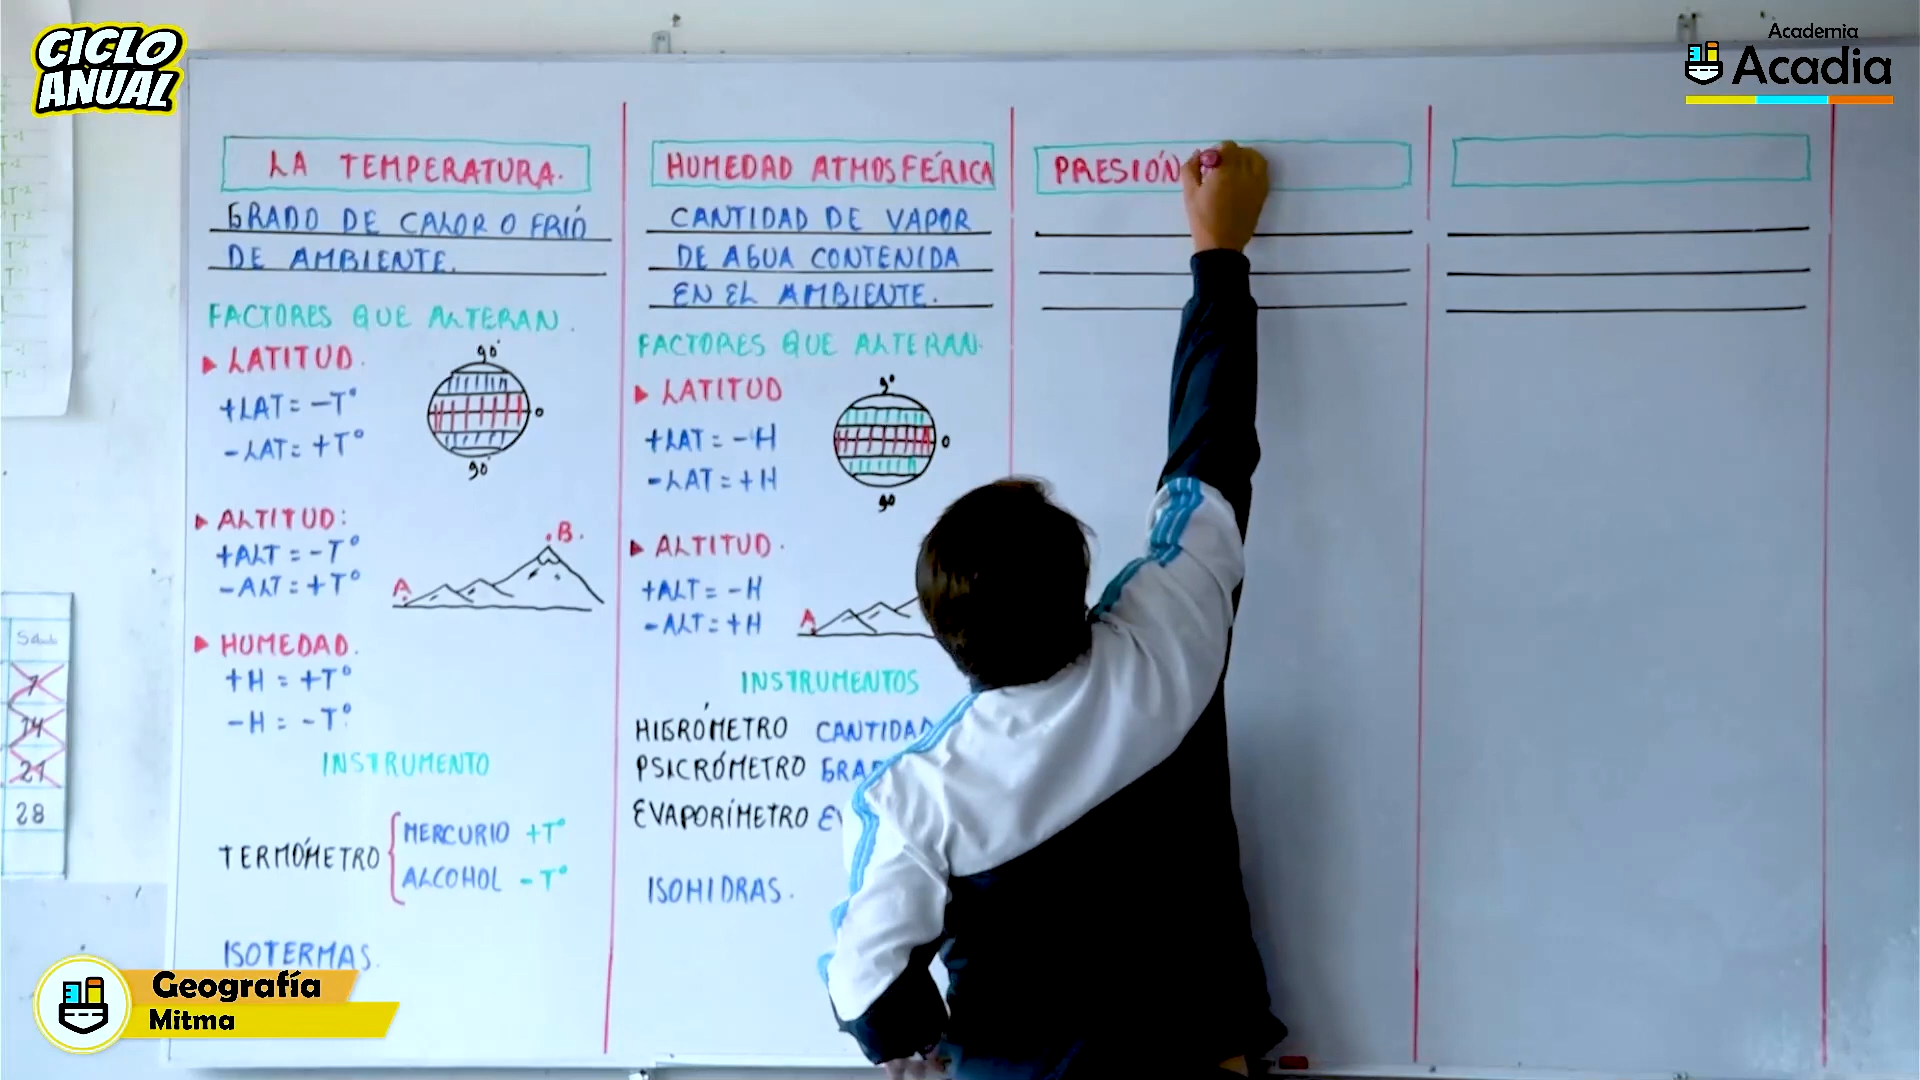 CICLO
ANUAL
Academia
Acadia
LA TEMPERATURA.
GRADO DE CALOR O FRIÓ
DE AMBIENTE.
FACTORES QUE ALTERAN.
LATITUD.
90°
+LAT = -T°
0
-LAT = +T°
90°
ALTITUD:
+ALT = -T°
-ALT = +T°
A
.B.
HUMEDAD.
+H = +T°
-H = -T°
INSTRUMENTO
TERMÓMETRO
MERCURIO +T°
ALCOHOL -T°
ISOTERMAS.
HUMEDAD ATMOSFÉRICA
CANTIDAD DE VAPOR
DE AGUA CONTENIDA
EN EL AMBIENTE.
FACTORES QUE ALTERAN.
LATITUD
9°
+LAT = -H
0
-LAT = +H
90
ALTITUD.
+ALT = -H
-ALT = +H
A
INSTRUMENTOS
HIGRÓMETRO CANTIDAD
PSICRÓMETRO
EVAPORÍMETRO
ISOHIDRAS.
PRESIÓN
7
14
21
28
Geografía
Mitma